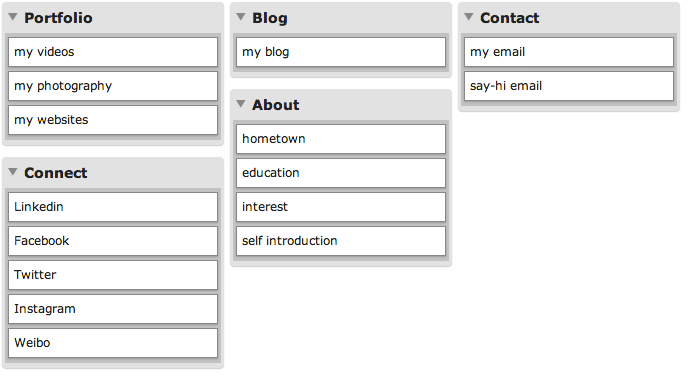 Portfolio
my videos
my photography
my websites
Connect
Linkedin
Facebook
Twitter
Instagram
Weibo
Blog
my blog
About
hometown
education
interest
self introduction
Contact
my email
say-hi email